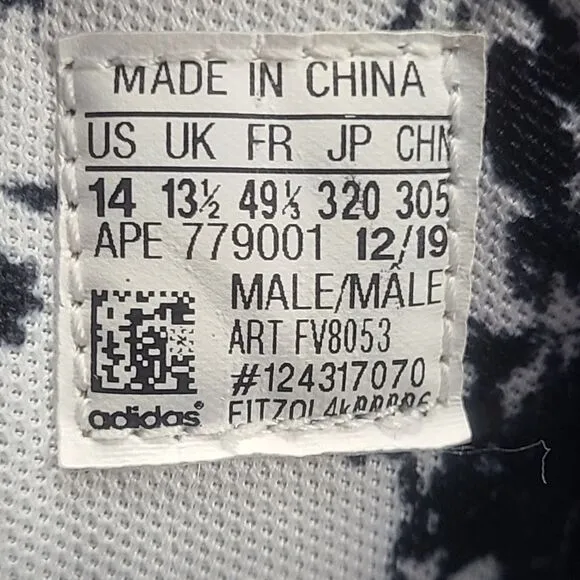 MADE IN CHINA
US UK FR JP CHN
14 13½ 49⅓ 320 305
APE 779001 12/19
MALE/MÂLE
ART FV8053
#124317070
adidas®